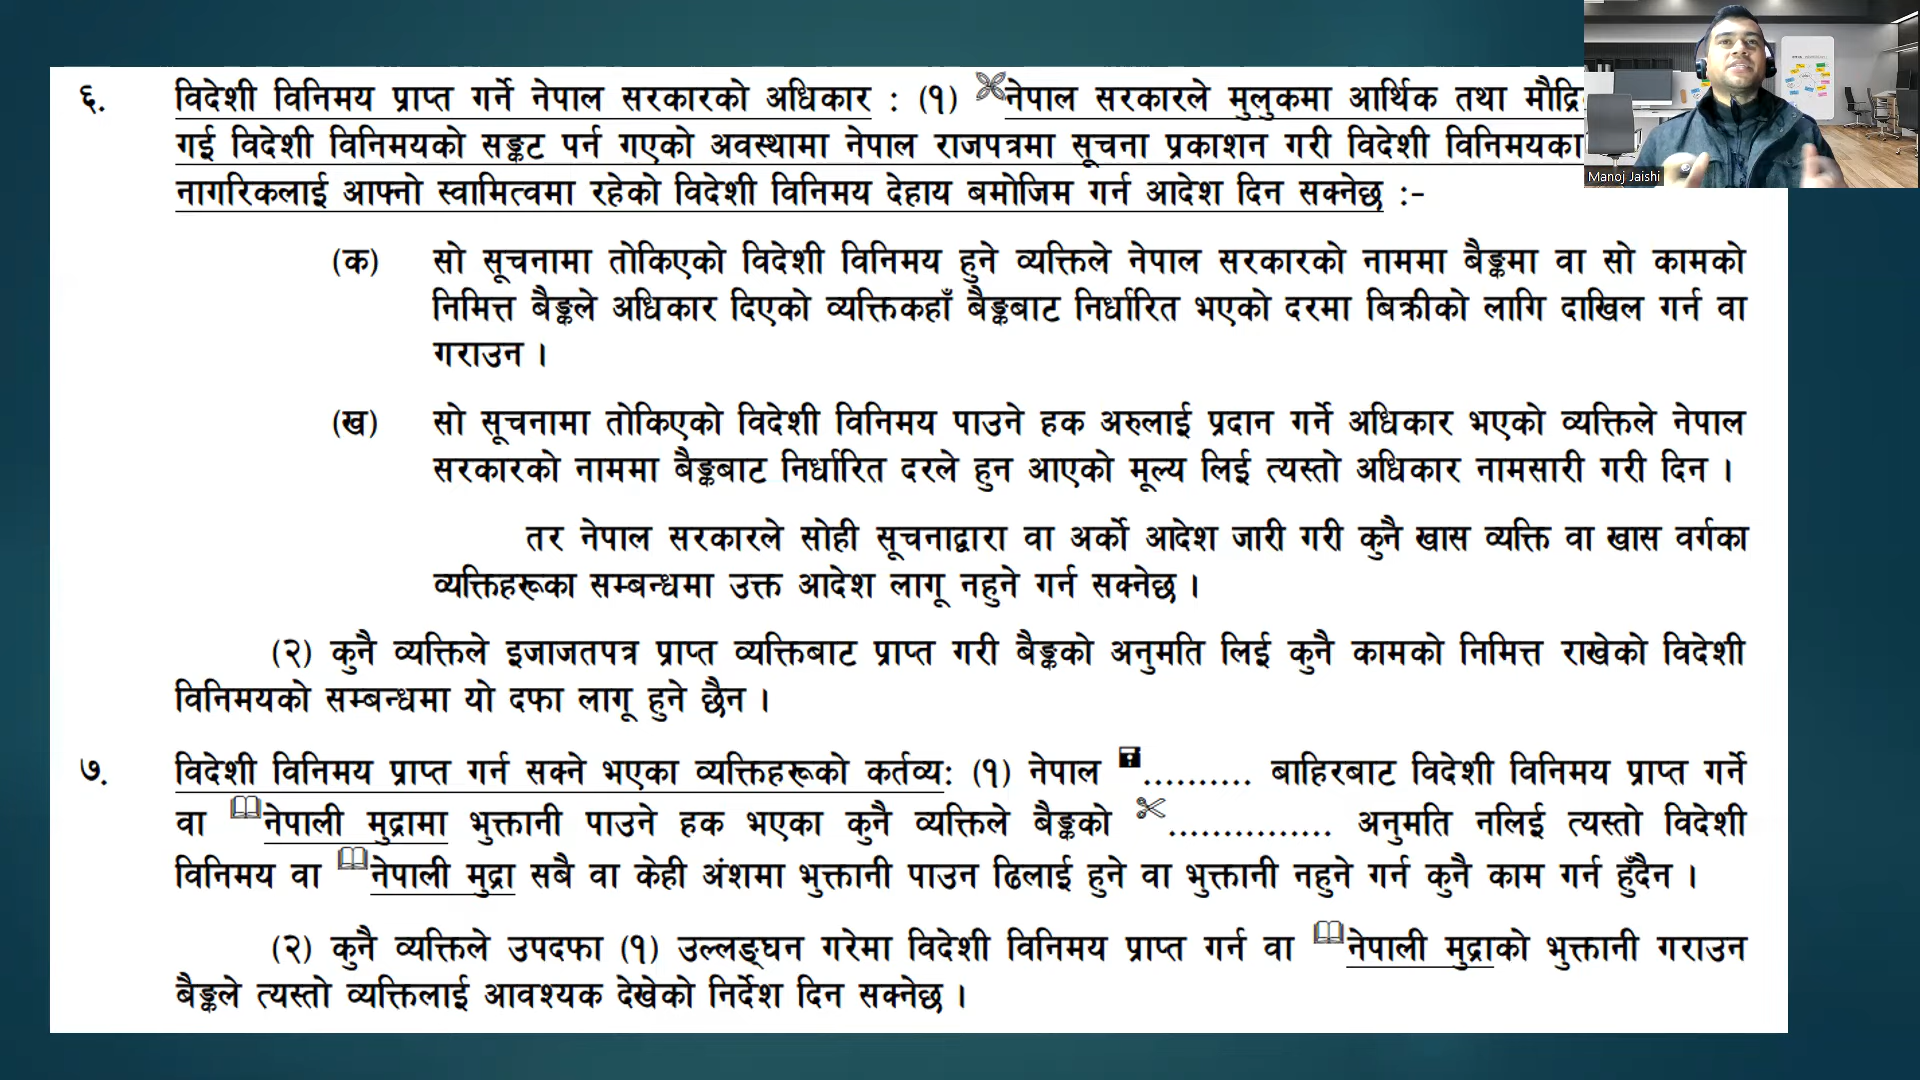 ६. विदेशी विनिमय प्राप्त गर्ने नेपाल सरकारको अधिकार : (१) नेपाल सरकारले मुलुकमा आर्थिक तथा
गई विदेशी विनिमयको सङ्कट पर्न गएको अवस्थामा नेपाल राजपत्रमा सूचना प्रकाशन गरी विदेशी विनिमयका
नागरिकलाई आफ्नो स्वामित्वमा रहेको विदेशी विनिमय देहाय बमोजिम गर्न आदेश दिन सक्नेछ :-
(क) सो सूचनामा तोकिएको विदेशी विनिमय हुने व्यक्तिले नेपाल सरकारको नाममा बैङ्कमा वा सो कामको
निमित्त बैङ्कले अधिकार दिएको व्यक्तिकहाँ बैङ्कबाट निर्धारित भएको दरमा बिक्रीको लागि दाखिल गर्न वा
गराउन ।
(ख) सो सूचनामा तोकिएको विदेशी विनिमय पाउने हक अरुलाई प्रदान गर्ने अधिकार भएको व्यक्तिले नेपाल
सरकारको नाममा बैङ्कबाट निर्धारित दरले हुन आएको मूल्य लिई त्यस्तो अधिकार नामसारी गरी दिन ।
तर नेपाल सरकारले सोही सूचनाद्वारा वा अर्को आदेश जारी गरी कुनै खास व्यक्ति वा खास वर्गका
व्यक्तिहरूका सम्बन्धमा उक्त आदेश लागू नहुने गर्न सक्नेछ ।
(२) कुनै व्यक्तिले इजाजतपत्र प्राप्त व्यक्तिबाट प्राप्त गरी बैङ्कको अनुमति लिई कुनै कामको निमित्त राखेको विदेशी
विनिमयको सम्बन्धमा यो दफा लागू हुने छैन ।
७. विदेशी विनिमय प्राप्त गर्न सक्ने भएका व्यक्तिहरूको कर्तव्य: (१) नेपाल .......... बाहिरबाट विदेशी विनिमय प्राप्त गर्ने
वा नेपाली मुद्रामा भुक्तानी पाउने हक भएका कुनै व्यक्तिले बैङ्कको ............... अनुमति नलिई त्यस्तो विदेशी
विनिमय वा नेपाली मुद्रा सबै वा केही अंशमा भुक्तानी पाउन ढिलाई हुने वा भुक्तानी नहुने गर्न कुनै काम गर्न हुँदैन ।
(२) कुनै व्यक्तिले उपदफा (१) उल्लङ्घन गरेमा विदेशी विनिमय प्राप्त गर्न वा नेपाली मुद्राको भुक्तानी गराउन
बैङ्कले त्यस्तो व्यक्तिलाई आवश्यक देखेको निर्देश दिन सक्नेछ ।
Manoj Jaishi